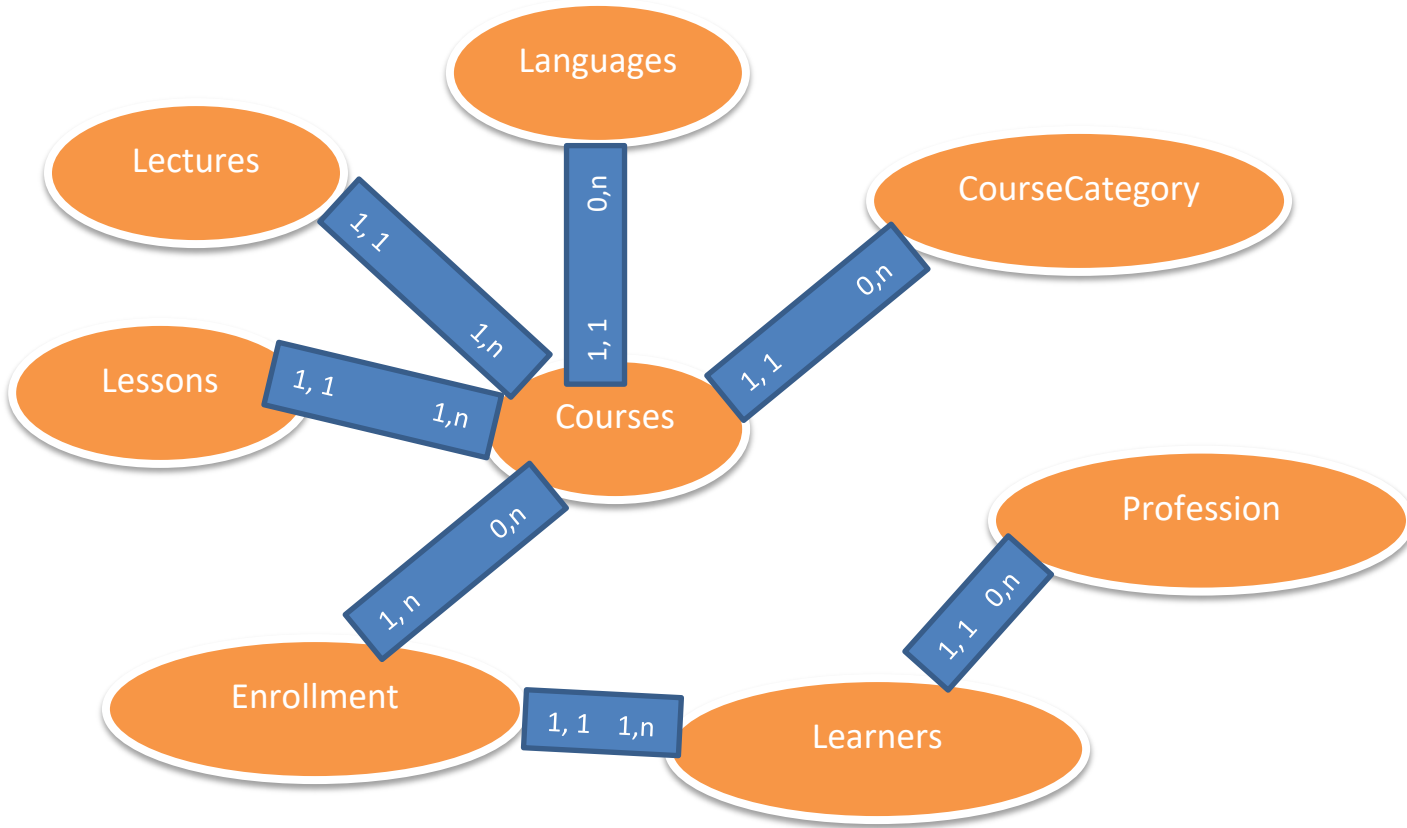 Languages
Lectures
CourseCategory
0,n
1, 1
1, 1
1,n
0,n
1, 1
Lessons
1, 1
1,n
Courses
Profession
0,n
1, n
0,n
1, 1
Enrollment
1, 1
1,n
Learners